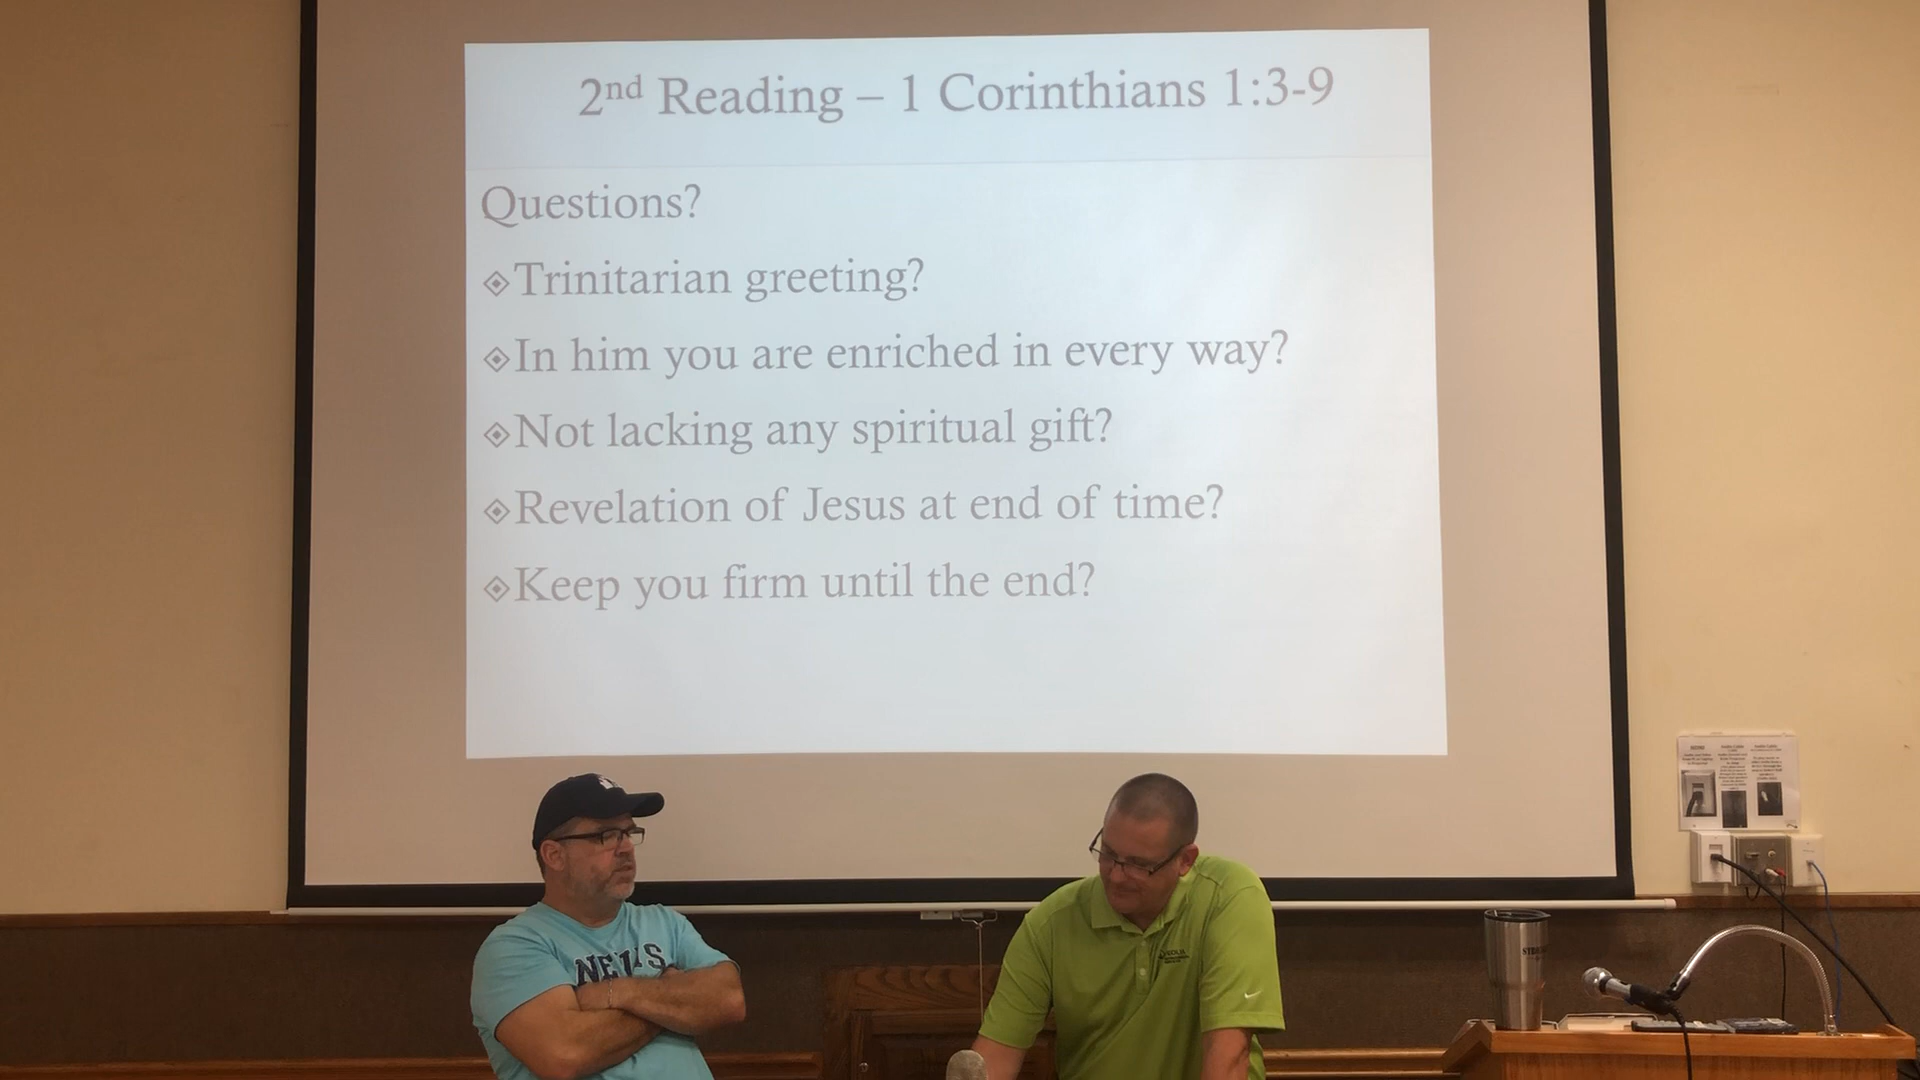 2nd Reading – 1 Corinthians 1:3-9
Questions?
Trinitarian greeting?
In him you are enriched in every way?
Not lacking any spiritual gift?
Revelation of Jesus at end of time?
Keep you firm until the end?